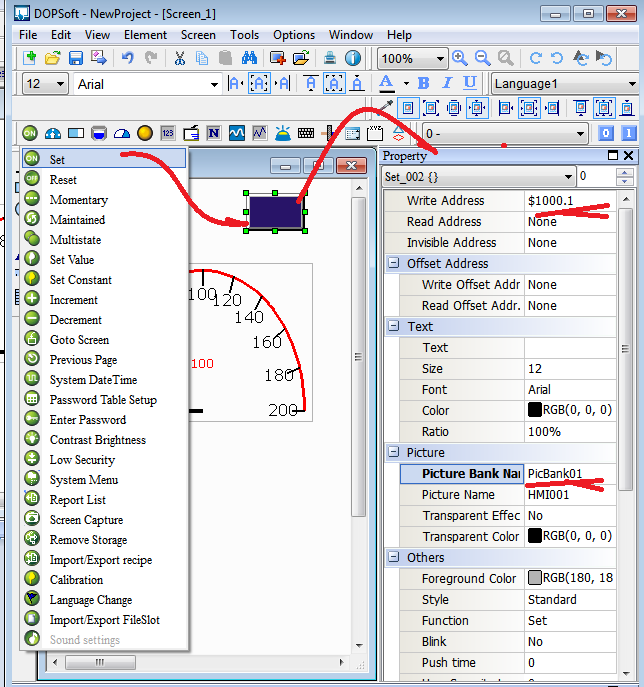 DOPSoft - NewProject - [Screen_1]
File Edit View Element Screen Tools Options Window Help
100%
12 Arial A Language1
B I U
123 N XYZ 0 - 0 1
ON Set
Reset
Momentary
Maintained
Multistate
Set Value
Set Constant
Increment
Decrement
Goto Screen
Previous Page
System DateTime
Password Table Setup
Enter Password
Contrast Brightness
Low Security
System Menu
Report List
Screen Capture
Remove Storage
Import/Export recipe
Calibration
Language Change
Import/Export FileSlot
Sound settings
100
120
140
160
180
200
100
Property
Set_002 {} 0
Write Address $1000.1
Read Address None
Invisible Address None
Offset Address
Write Offset Addr None
Read Offset Addr. None
Text
Text
Size 12
Font Arial
Color RGB(0, 0, 0)
Ratio 100%
Picture
Picture Bank Nar PicBank01
Picture Name HMI001
Transparent Effec No
Transparent Color RGB(0, 0, 0)
Others
Foreground Color RGB(180, 18
Style Standard
Function Set
Blink No
Push time 0